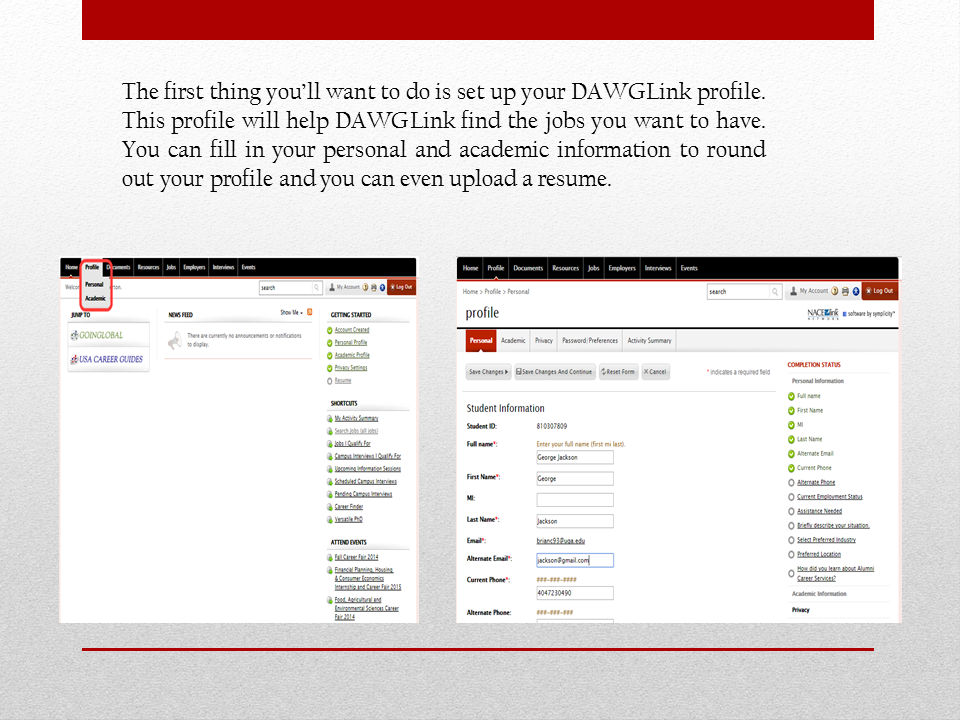 The first thing you'll want to do is set up your DAWGLink profile.
This profile will help DAWGLink find the jobs you want to have.
You can fill in your personal and academic information to round
out your profile and you can even upload a resume.
Home Profile Documents Resources Jobs Employers Interviews Events
Personal
Academic
search
My Account
Log Out
JUMP TO
GOINGLOBAL
USA CAREER GUIDES
NEWS FEED
Show Me
There are currently no announcements or notifications
to display.
GETTING STARTED
Account Created
Personal Profile
Academic Profile
Privacy Settings
Resume
SHORTCUTS
My Activity Summary
Search Jobs (all jobs)
Jobs I Qualify For
Campus Interviews I Qualify For
Upcoming Information Sessions
Scheduled Campus Interviews
Pending Campus Interviews
Career Finder
Versatile PhD
ATTEND EVENTS
Fall Career Fair 2014
Financial Planning, Housing
& Consumer Economics
Internship and Career Fair 2015
Food, Agricultural and
Environmental Sciences Career
Fair 2014
Home Profile Documents Resources Jobs Employers Interviews Events
Home > Profile > Personal
search
My Account
Log Out
profile
NACElink NETWORK software by symplicity™
Personal Academic Privacy Password/Preferences Activity Summary
Save Changes Save Changes And Continue Reset Form Cancel
* indicates a required field
Student Information
Student ID: 810307809
Full name*: Enter your full name (first mi last).
George Jackson
First Name*: George
MI:
Last Name*: Jackson
Email*: brianc93@uga.edu
Alternate Email*: jackson@gmail.com
Current Phone*: ###-###-####
4047230490
Alternate Phone: ###-###-###
COMPLETION STATUS
Personal Information
Full name
First Name
MI
Last Name
Alternate Email
Current Phone
Alternate Phone
Current Employment Status
Assistance Needed
Briefly describe your situation.
Select Preferred Industry
Preferred Location
How did you learn about Alumni
Career Services?
Academic Information
Privacy